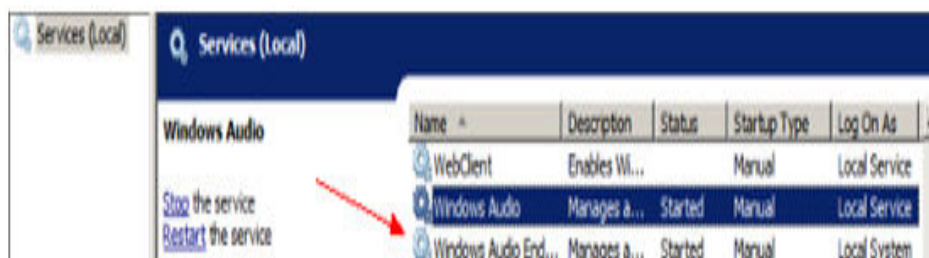 Services (Local)
Services (Local)
Windows Audio
Stop the service
Restart the service
Name Description Status Startup Type Log On As
WebClient Enables Wi... Manual Local Service
Windows Audio Manages a... Started Manual Local Service
Windows Audio End... Manages a... Started Manual Local System